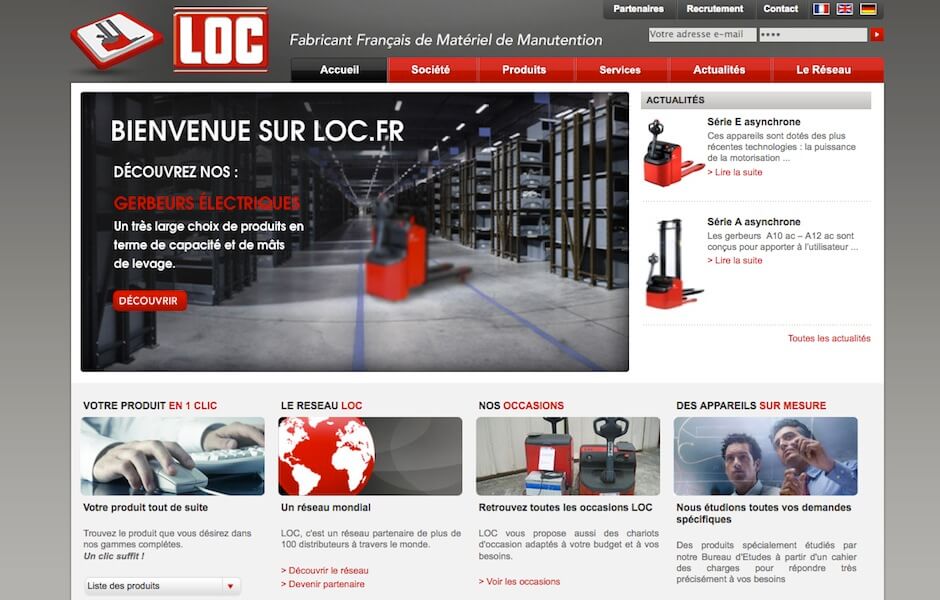 Partenaires Recrutement Contact
LOC
Fabricant Français de Matériel de Manutention
Votre adresse e-mail ••••
Accueil Société Produits Services Actualités Le Réseau
BIENVENUE SUR LOC.FR
DÉCOUVREZ NOS :
GERBEURS ÉLECTRIQUES
Un très large choix de produits en
terme de capacité et de mâts
de levage.
DÉCOUVRIR
ACTUALITÉS
Série E asynchrone
Ces appareils sont dotés des plus
récentes technologies : la puissance
de la motorisation ...
> Lire la suite
Série A asynchrone
Les gerbeurs A10 ac – A12 ac sont
conçus pour apporter à l'utilisateur ...
> Lire la suite
Toutes les actualités
VOTRE PRODUIT EN 1 CLIC
Votre produit tout de suite
Trouvez le produit que vous désirez dans
nos gammes complétes.
Un clic suffit !
Liste des produits
LE RESEAU LOC
Un réseau mondial
LOC, c'est un réseau partenaire de plus de
100 distributeurs à travers le monde.
> Découvrir le réseau
> Devenir partenaire
NOS OCCASIONS
Retrouvez toutes les occasions LOC
LOC vous propose aussi des chariots
d'occasion adaptés à votre budget et à vos
besoins.
> Voir les occasions
DES APPAREILS SUR MESURE
Nous étudions toutes vos demandes
spécifiques
Des produits spécialement étudiés par
notre Bureau d'Etudes à partir d'un cahier
des charges pour répondre très
précisément à vos besoins